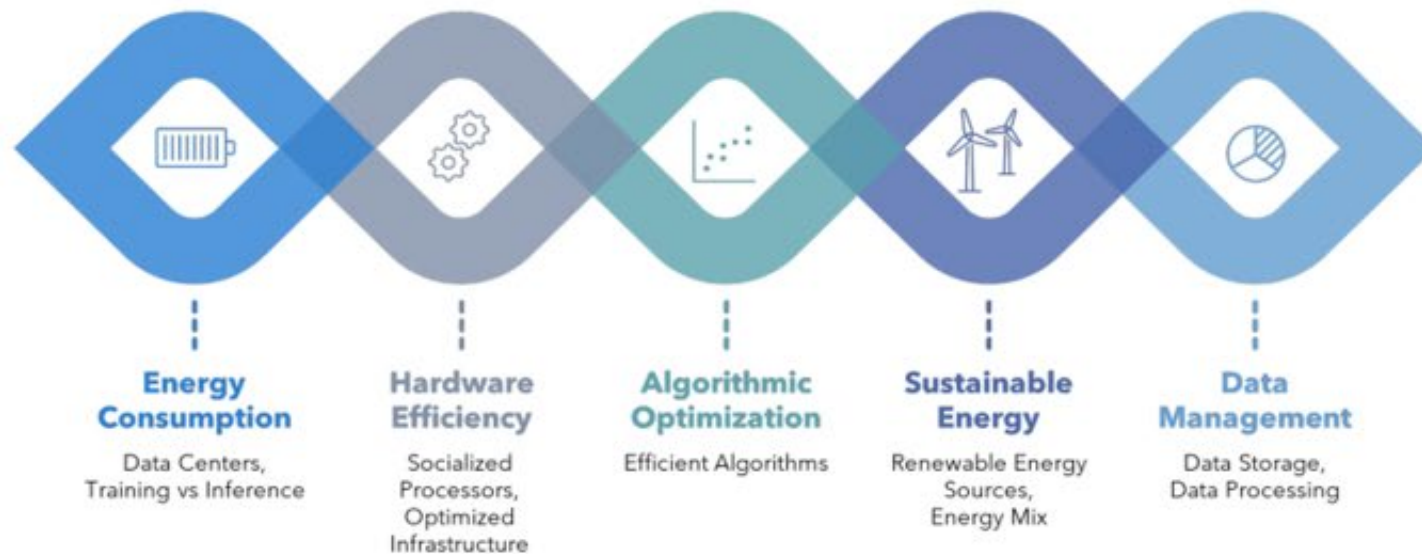 Energy
Consumption
Data Centers,
Training vs Inference
Hardware
Efficiency
Socialized
Processors,
Optimized
Infrastructure
Algorithmic
Optimization
Efficient Algorithms
Sustainable
Energy
Renewable Energy
Sources,
Energy Mix
Data
Management
Data Storage,
Data Processing